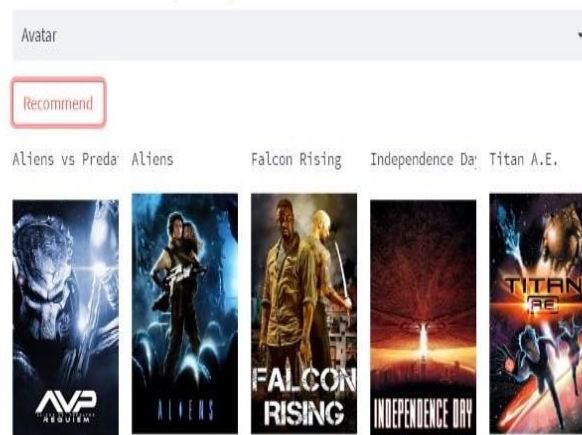 Avatar
Recommend
Aliens vs Preda
Aliens
Falcon Rising
Independence Da
Titan A.E.
AVP
REQUIEM
ALIENS
FALCON
RISING
INDEPENDENCE DAY
TITAN
AE